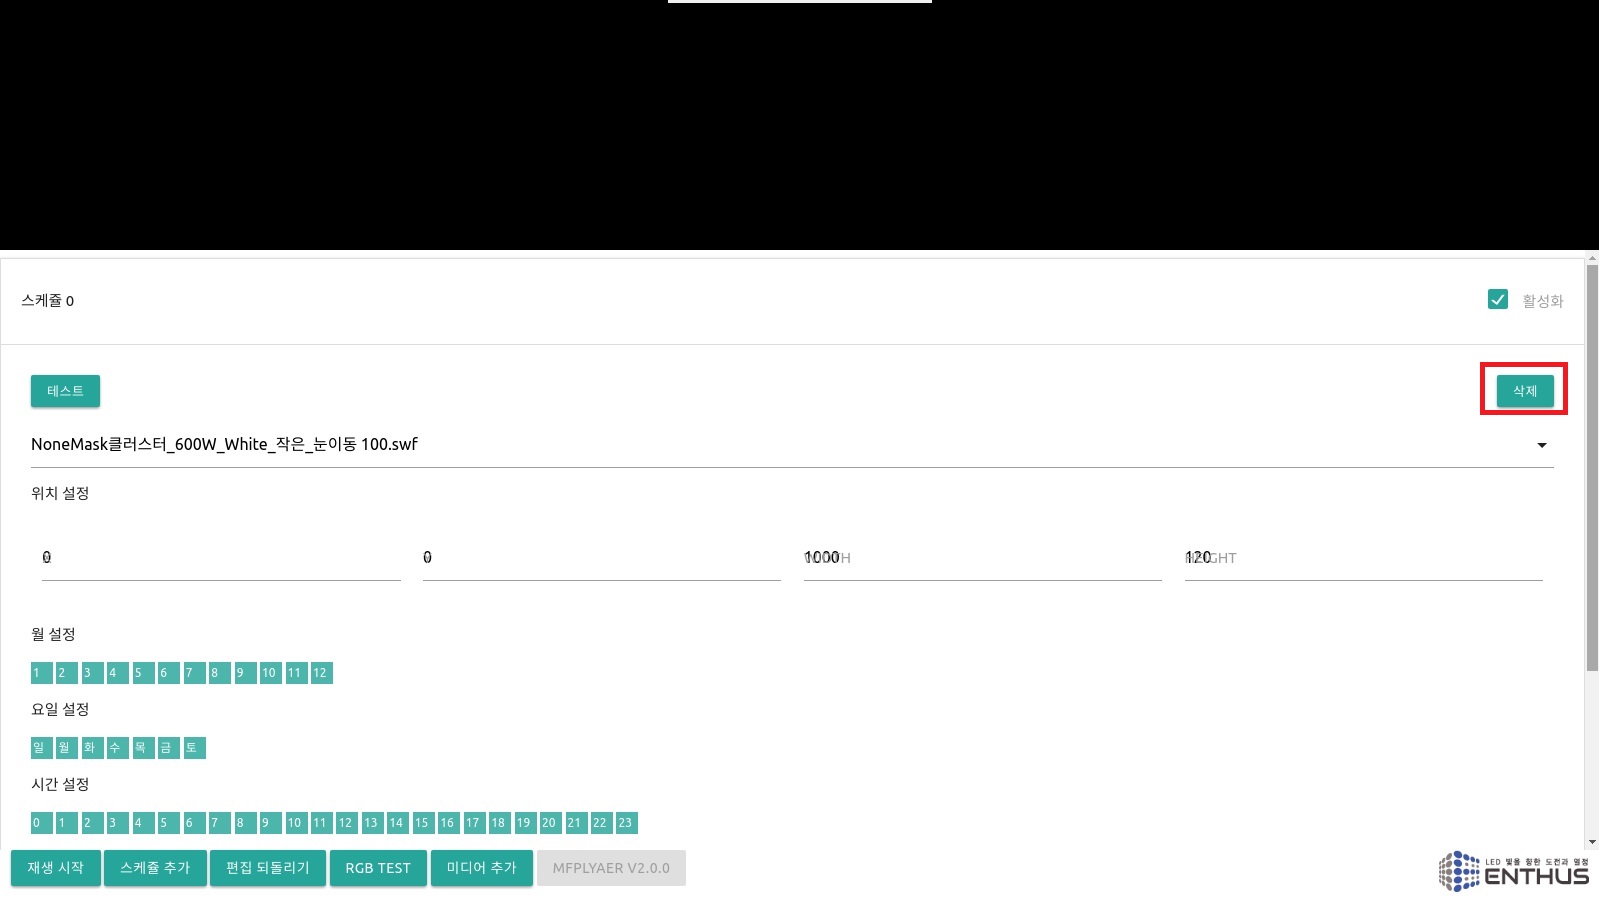 스케쥴 0
활성화
테스트
삭제
NoneMask클러스터_600W_White_작은_눈이동 100.swf
위치 설정
0
0
1000 WIDTH
120 HEIGHT
월 설정
1 2 3 4 5 6 7 8 9 10 11 12
요일 설정
일 월 화 수 목 금 토
시간 설정
0 1 2 3 4 5 6 7 8 9 10 11 12 13 14 15 16 17 18 19 20 21 22 23
재생 시작 스케쥴 추가 편집 되돌리기 RGB TEST 미디어 추가 MFPLYAER V2.0.0
LED 빛을 향한 도전과 열정
ENTHUS